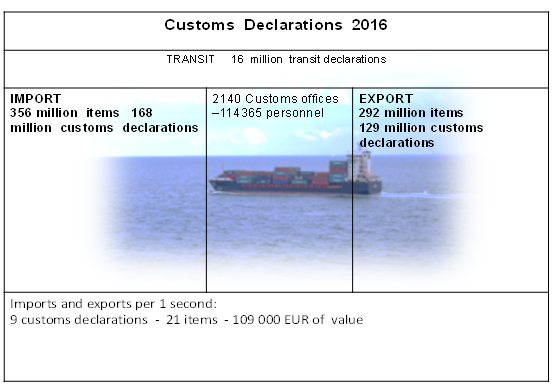 Customs Declarations 2016
TRANSIT 16 million transit declarations
IMPORT
356 million items 168
million customs declarations
2140 Customs offices
–114365 personnel
EXPORT
292 million items
129 million customs
declarations
Imports and exports per 1 second:
9 customs declarations - 21 items - 109 000 EUR of value